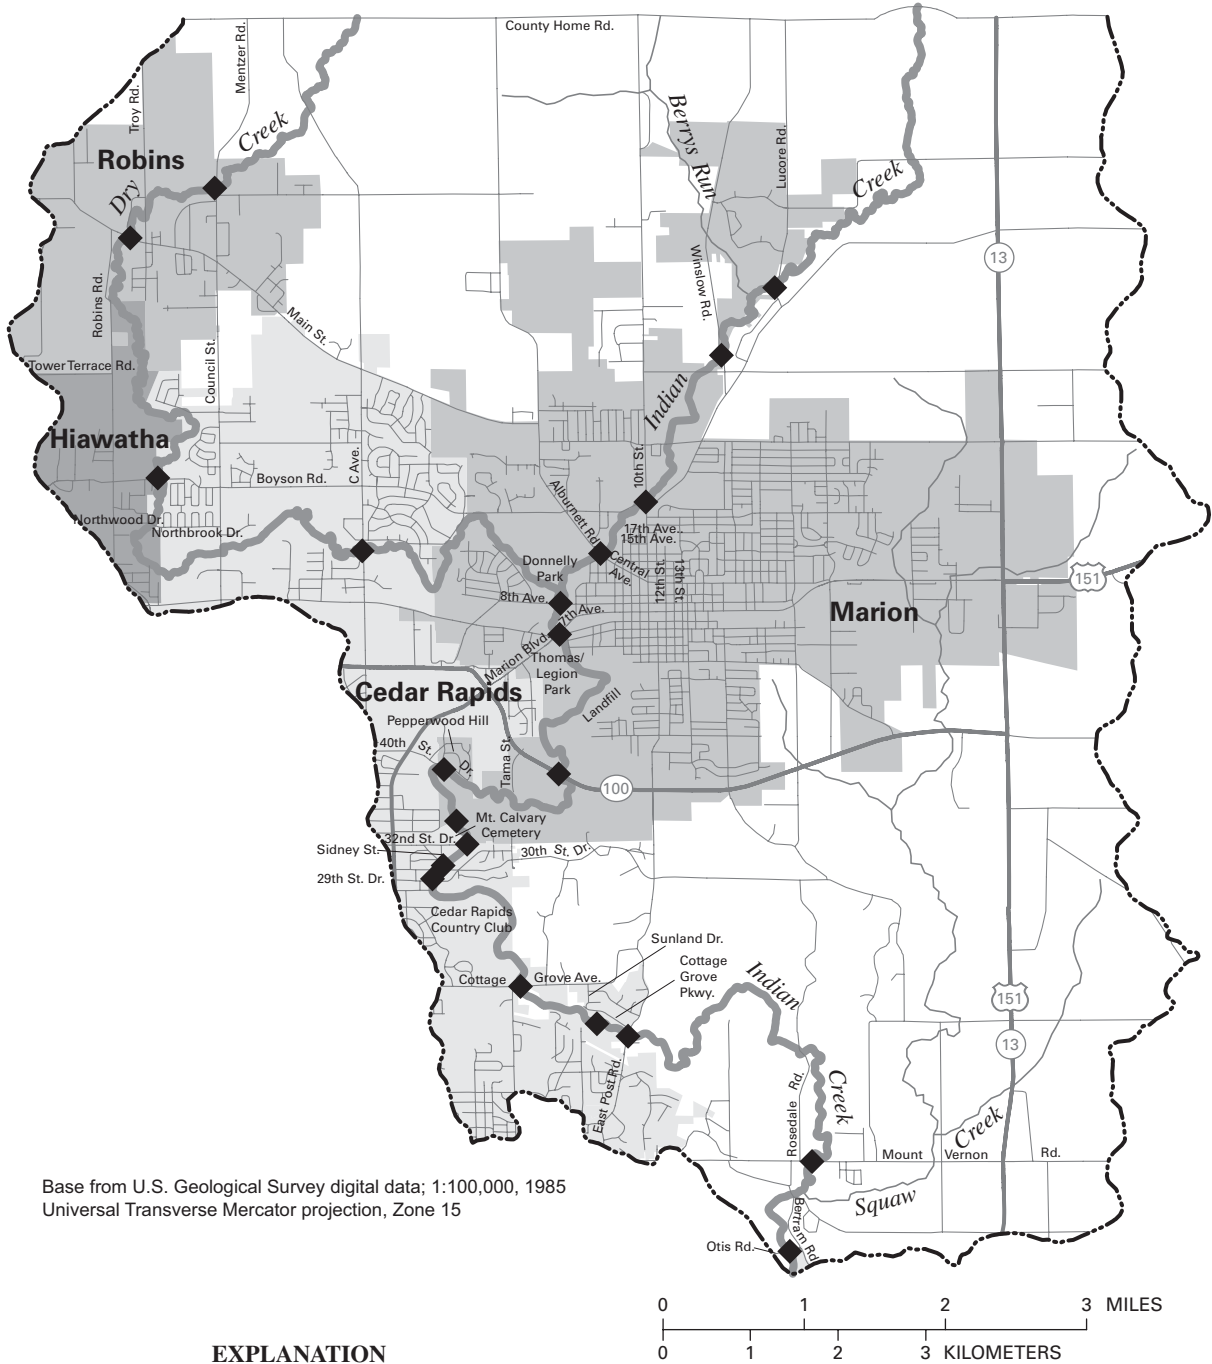 County Home Rd.
Mentzer Rd.
Troy Rd.
Creek
Berrys Run
Lucore Rd.
Robins
Dry
Creek
Winslow Rd.
13
Robins Rd.
Main St.
Tower Terrace Rd.
Council St.
Indian
Hiawatha
10th St.
C Ave.
Boyson Rd.
Alburnett Rd.
Northwood Dr.
Northbrook Dr.
17th Ave.
15th Ave.
Donnelly
Park
Central
Ave.
12th St.
13th St.
151
8th Ave.
7th Ave.
Marion
Marion Blvd.
Thomas/
Legion
Park
Cedar Rapids
Landfill
Pepperwood Hill
40th St. Dr.
Tama St.
100
Mt. Calvary
Cemetery
32nd St. Dr.
Sidney St.
30th St. Dr.
29th St. Dr.
Cedar Rapids
Country Club
Sunland Dr.
Cottage
Grove
Pkwy.
Cottage Grove Ave.
Indian
151
13
East Post Rd.
Rosedale Rd.
Creek
Creek
Mount Vernon Rd.
Squaw
Bertram Rd.
Otis Rd.
Base from U.S. Geological Survey digital data; 1:100,000, 1985
Universal Transverse Mercator projection, Zone 15
0 1 2 3 MILES
0 1 2 3 KILOMETERS
EXPLANATION